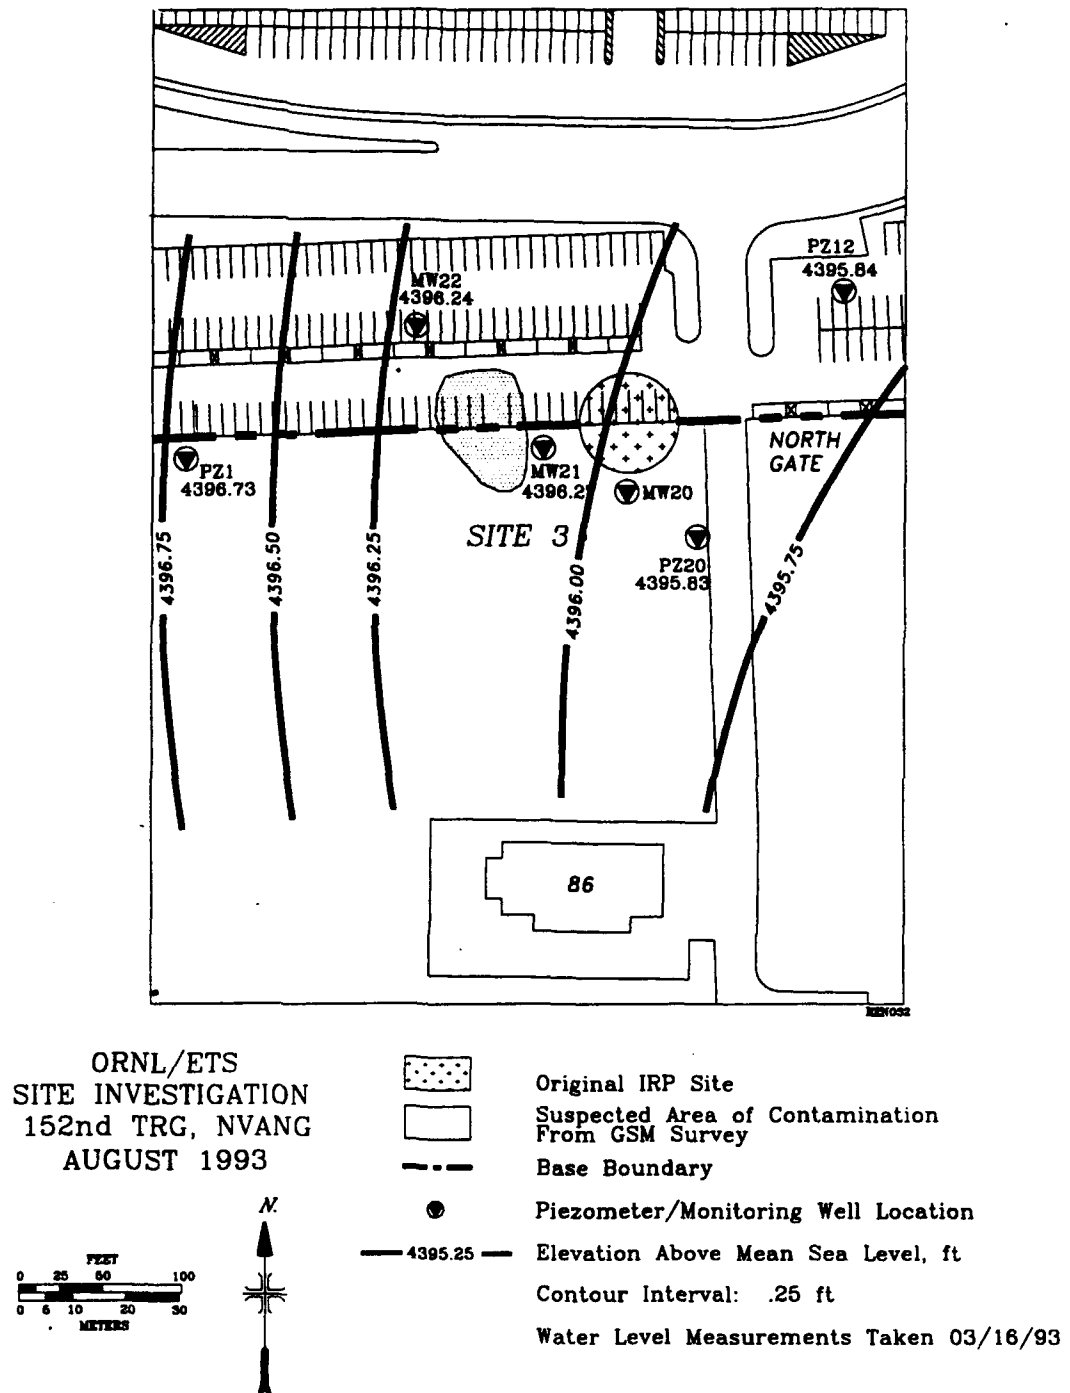 PZ12
4395.84
MW22
4396.24
NORTH
GATE
PZ1
4396.73
MW21
4396.2
MW20
SITE 3
PZ20
4395.83
4396.75
4396.50
4396.25
4396.00
4395.75
86
REN032
ORNL/ETS
SITE INVESTIGATION
152nd TRG, NVANG
AUGUST 1993
Original IRP Site
Suspected Area of Contamination
From GSM Survey
Base Boundary
Piezometer/Monitoring Well Location
4395.25 Elevation Above Mean Sea Level, ft
Contour Interval: .25 ft
Water Level Measurements Taken 03/16/93
N.
FEET
0 25 50 100
0 5 10 20 30
METERS